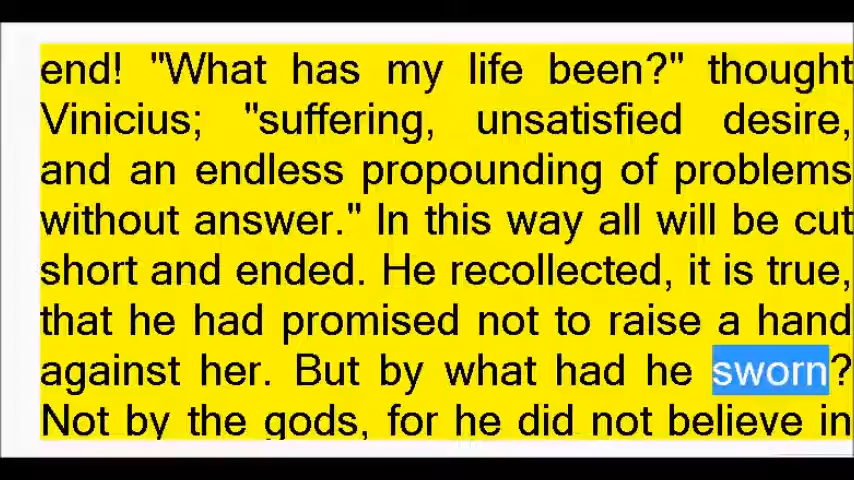 end! "What has my life been?" thought
Vinicius; "suffering, unsatisfied desire,
and an endless propounding of problems
without answer." In this way all will be cut
short and ended. He recollected, it is true,
that he had promised not to raise a hand
against her. But by what had he sworn?
Not by the gods, for he did not believe in